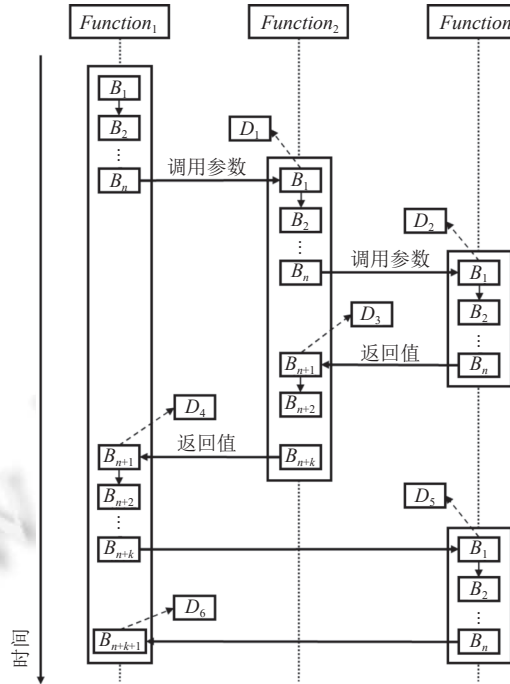 Function₁
Function₂
Function
B₁
B₂
⋮
Bₙ
调用参数
D₁
B₁
B₂
⋮
Bₙ
调用参数
D₂
B₁
B₂
⋮
Bₙ
返回值
D₃
Bₙ₊₁
Bₙ₊₂
Bₙ₊ₖ
返回值
D₄
Bₙ₊₁
Bₙ₊₂
⋮
Bₙ₊ₖ
D₅
B₁
B₂
⋮
Bₙ
D₆
Bₙ₊ₖ₊₁
时间